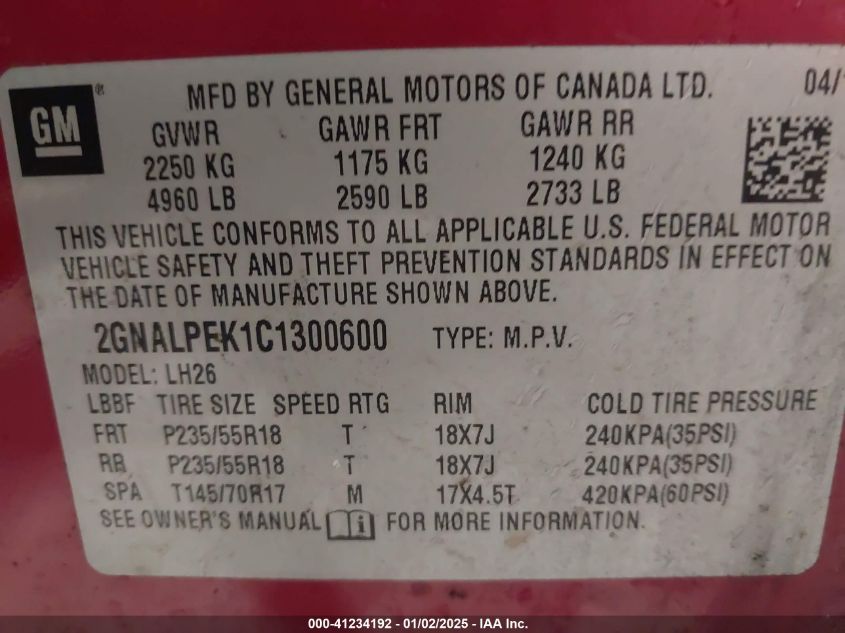 GM ®
MFD BY GENERAL MOTORS OF CANADA LTD. 04/
GVWR GAWR FRT GAWR RR
2250 KG 1175 KG 1240 KG
4960 LB 2590 LB 2733 LB
THIS VEHICLE CONFORMS TO ALL APPLICABLE U.S. FEDERAL MOTOR
VEHICLE SAFETY AND THEFT PREVENTION STANDARDS IN EFFECT ON
THE DATE OF MANUFACTURE SHOWN ABOVE.
2GNALPEK1C1300600 TYPE: M.P.V.
MODEL: LH26
LBBF TIRE SIZE SPEED RTG RIM COLD TIRE PRESSURE
FRT P235/55R18 T 18X7J 240KPA(35PSI)
RR P235/55R18 T 18X7J 240KPA(35PSI)
SPA T145/70R17 M 17X4.5T 420KPA(60PSI)
SEE OWNER'S MANUAL i FOR MORE INFORMATION.
000-41234192 - 01/02/2025 - IAA Inc.